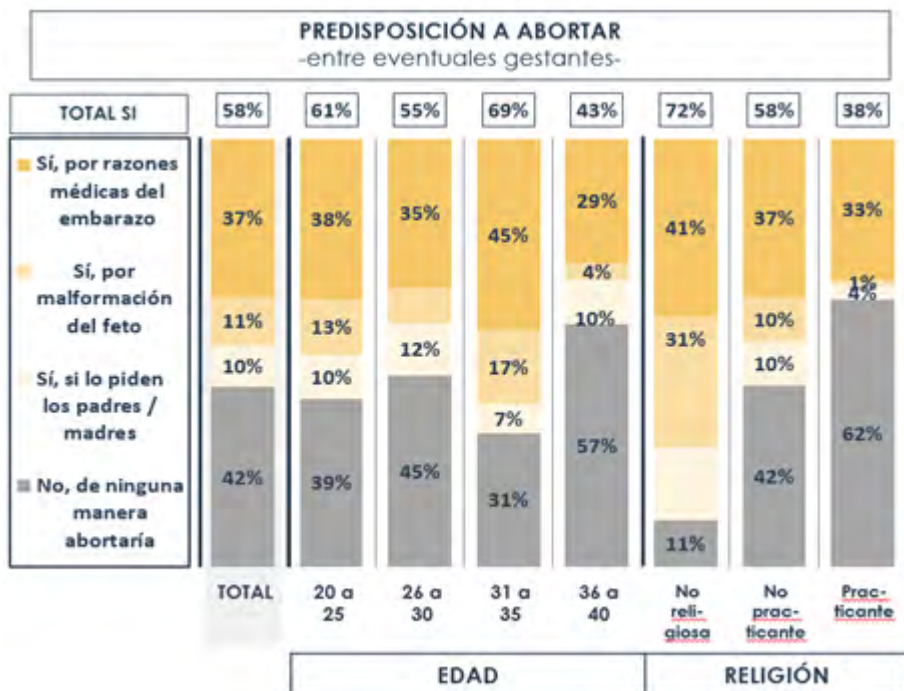 PREDISPOSICIÓN A ABORTAR
-entre eventuales gestantes-
TOTAL SI
58%
61%
55%
69%
43%
72%
58%
38%
Sí, por razones
médicas del
embarazo
Sí, por
malformación
del feto
Sí, si lo piden
los padres /
madres
No, de ninguna
manera
abortaría
37%
38%
35%
45%
29%
41%
37%
33%
11%
13%
17%
4%
31%
10%
1%
10%
10%
12%
7%
10%
10%
4%
42%
39%
45%
31%
57%
11%
42%
62%
TOTAL
20 a
25
26 a
30
31 a
35
36 a
40
No
reli-
giosa
No
prac-
ticante
Prac-
ticante
EDAD
RELIGIÓN